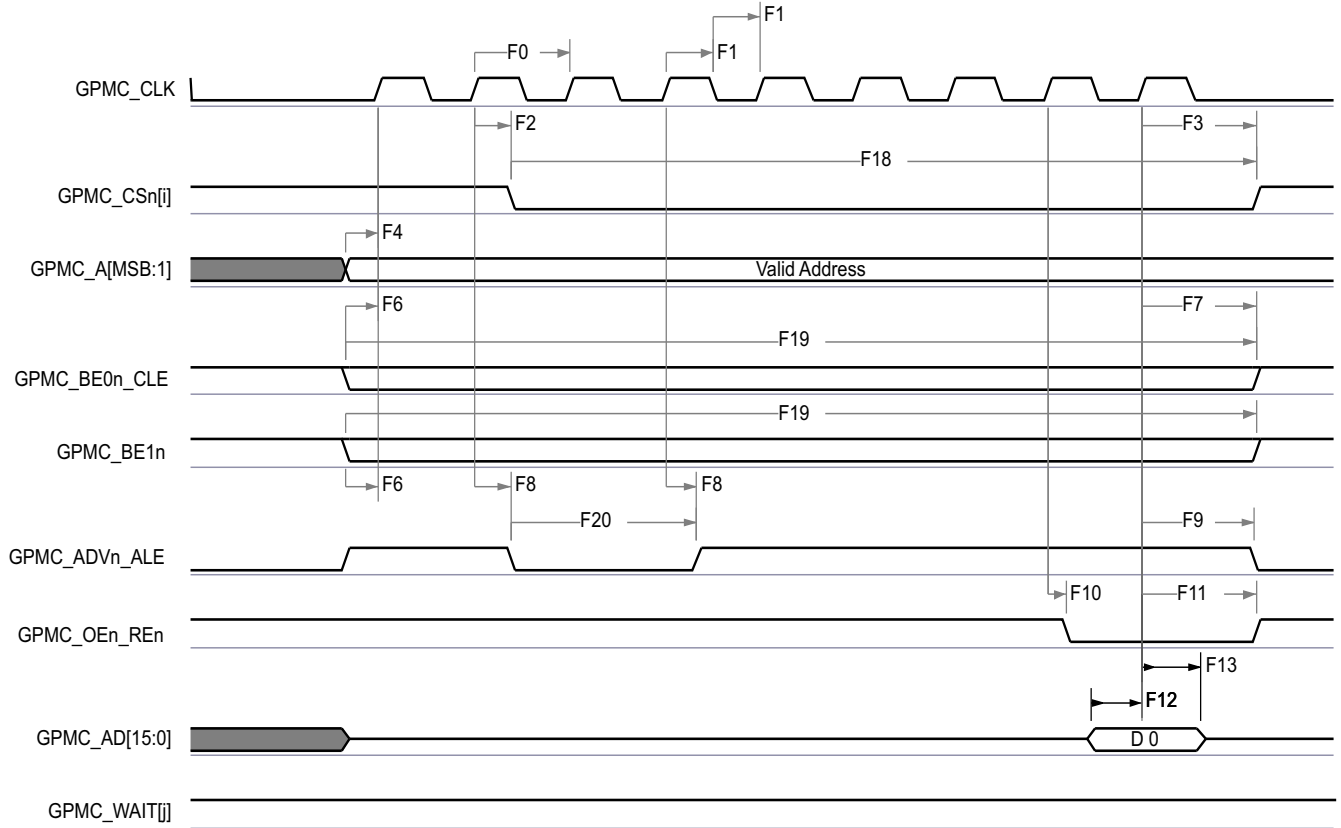 F1
F0
F1
GPMC_CLK
F2
F3
F18
GPMC_CSn[i]
F4
GPMC_A[MSB:1]
Valid Address
F6
F7
F19
GPMC_BE0n_CLE
F19
GPMC_BE1n
F6
F8
F8
F20
F9
GPMC_ADVn_ALE
F10
F11
GPMC_OEn_REn
F13
F12
GPMC_AD[15:0]
D 0
GPMC_WAIT[j]